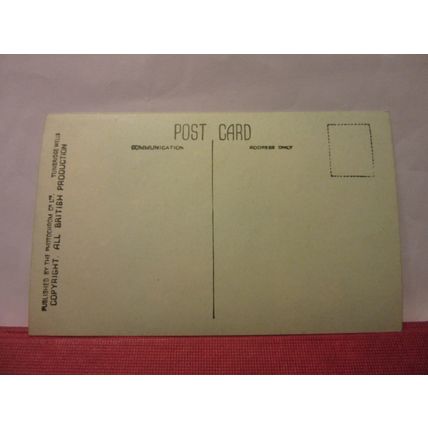 POST CARD
COMMUNICATION
ADDRESS ONLY
PUBLISHED BY THE PHOTOCHROM CO LTD. TUNBRIDGE WELLS
COPYRIGHT. ALL BRITISH PRODUCTION